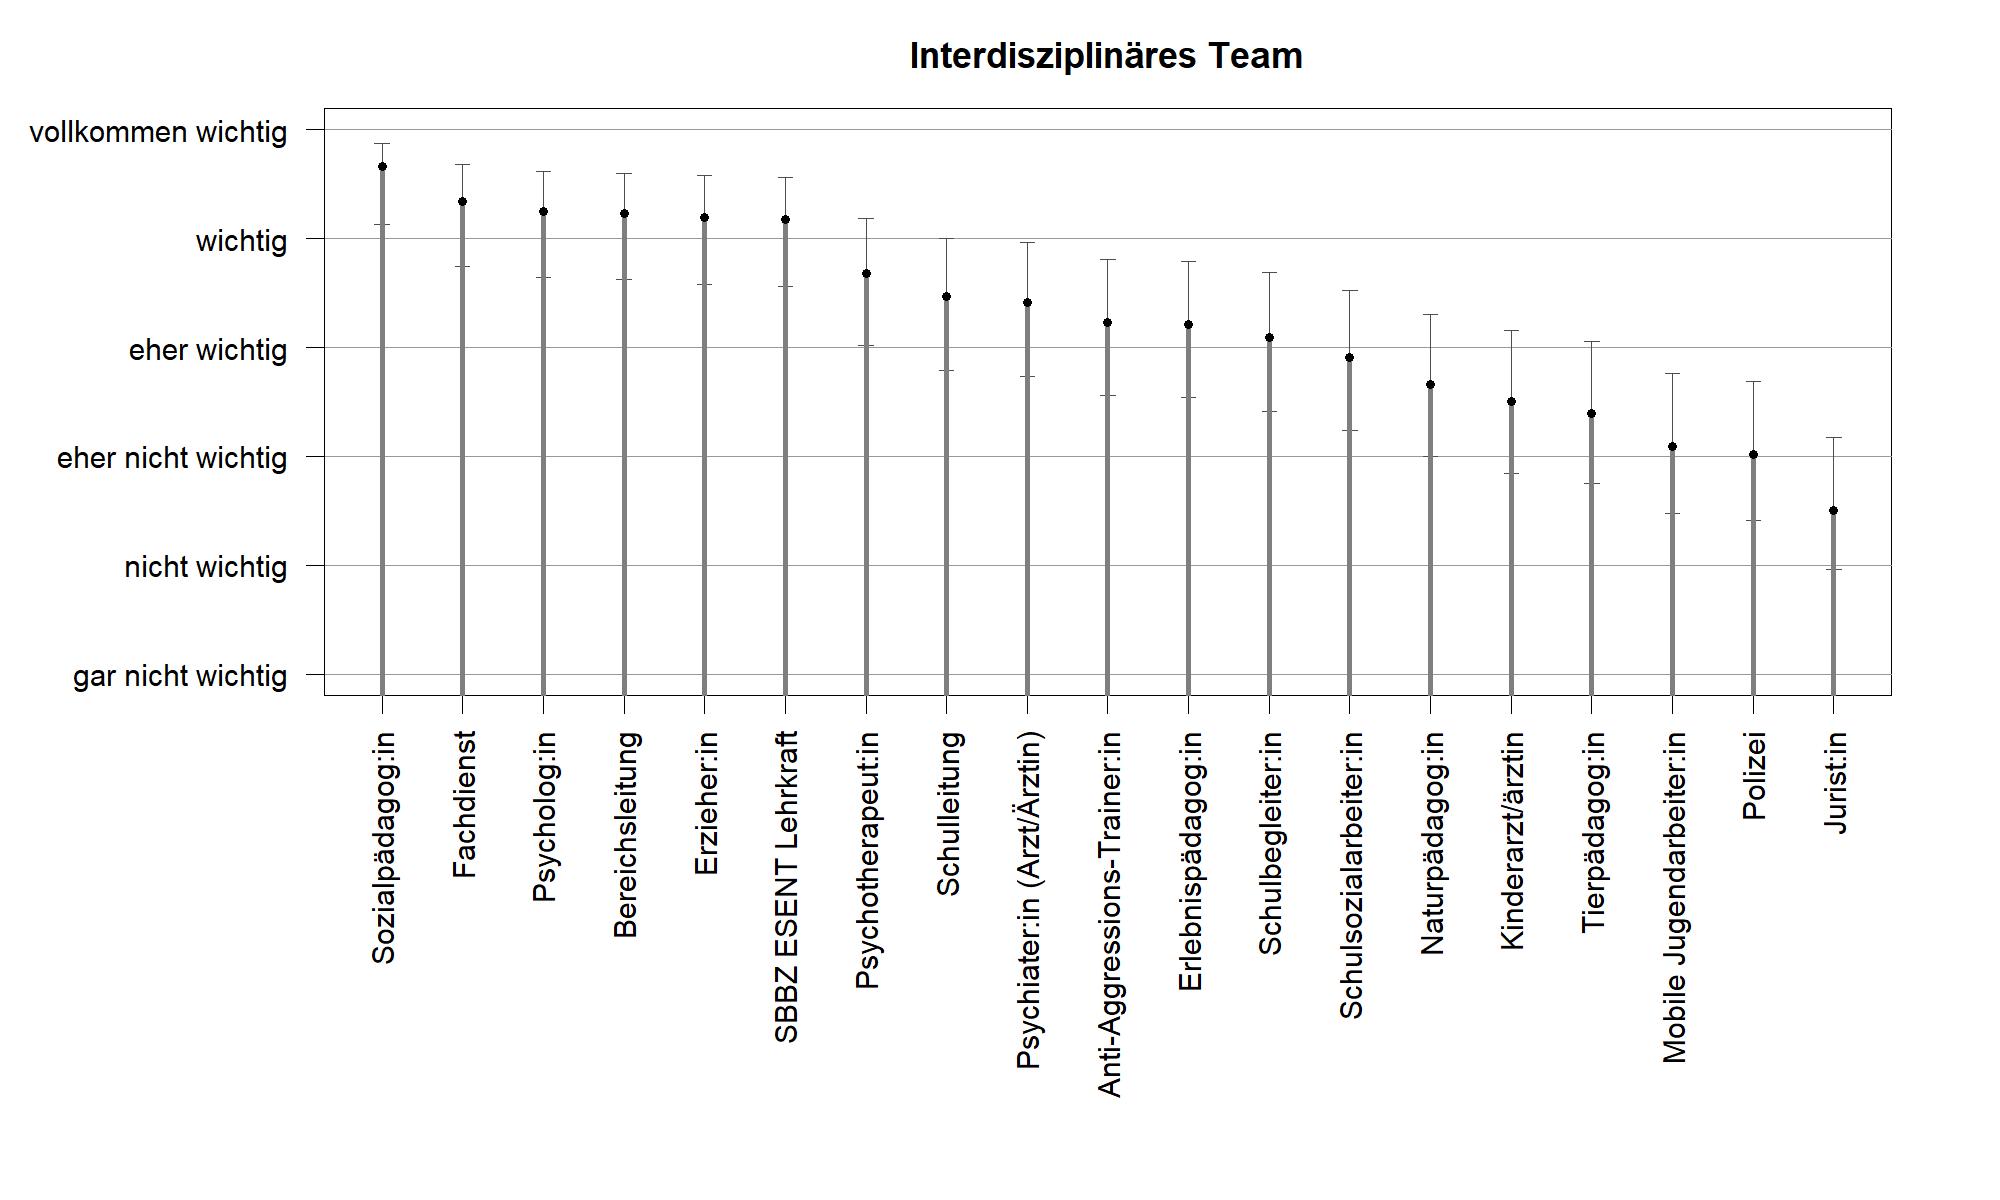 Interdisziplinäres Team
vollkommen wichtig
wichtig
eher wichtig
eher nicht wichtig
nicht wichtig
gar nicht wichtig
Sozialpädagog:in
Fachdienst
Psycholog:in
Bereichsleitung
Erzieher:in
SBBZ ESENT Lehrkraft
Psychotherapeut:in
Schulleitung
Psychiater:in (Arzt/Ärztin)
Anti-Aggressions-Trainer:in
Erlebnispädagog:in
Schulbegleiter:in
Schulsozialarbeiter:in
Naturpädagog:in
Kinderarzt/ärztin
Tierpädagog:in
Mobile Jugendarbeiter:in
Polizei
Jurist:in